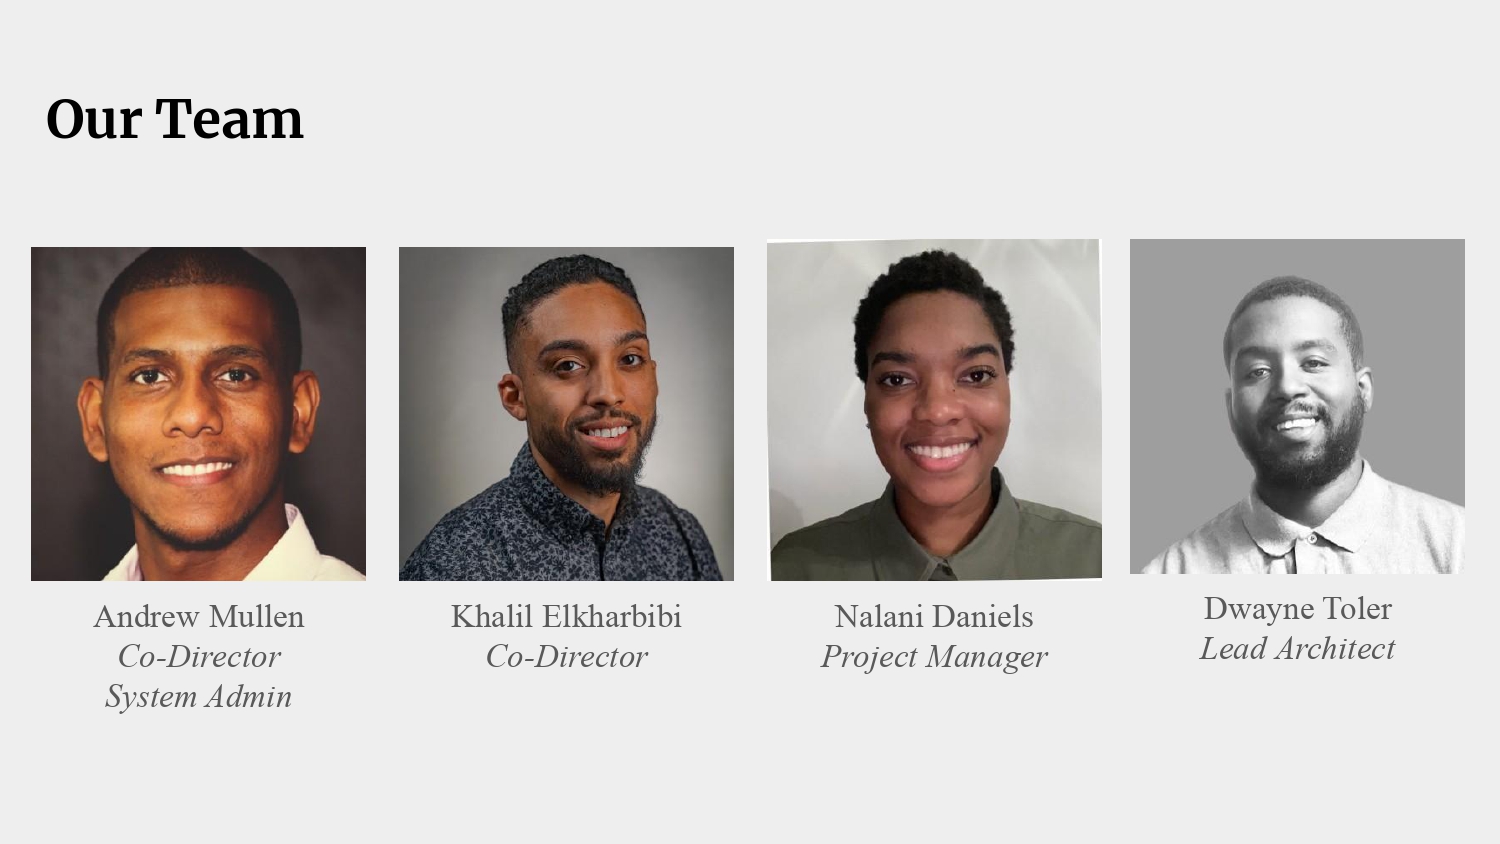 Our Team
Andrew Mullen
Co-Director
System Admin
Khalil Elkharbibi
Co-Director
Nalani Daniels
Project Manager
Dwayne Toler
Lead Architect